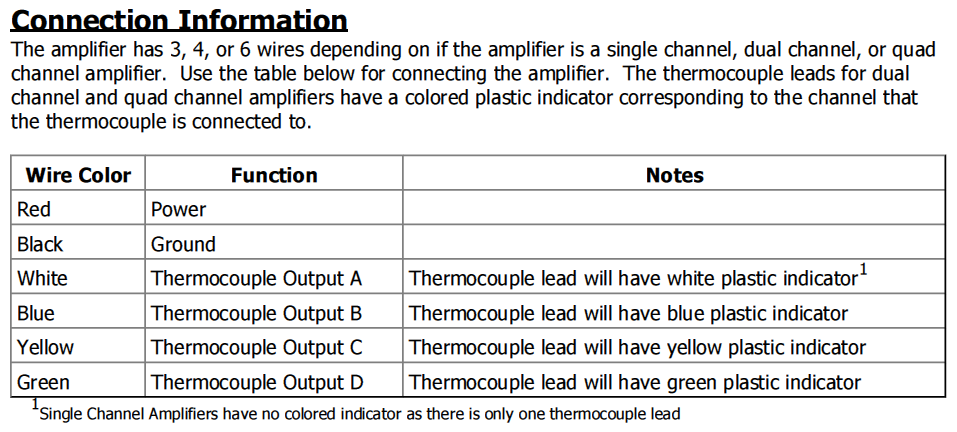 Connection Information
The amplifier has 3, 4, or 6 wires depending on if the amplifier is a single channel, dual channel, or quad
channel amplifier.  Use the table below for connecting the amplifier.  The thermocouple leads for dual
channel and quad channel amplifiers have a colored plastic indicator corresponding to the channel that
the thermocouple is connected to.
Wire Color Function Notes
Red Power
Black Ground
White Thermocouple Output A Thermocouple lead will have white plastic indicator1
Blue Thermocouple Output B Thermocouple lead will have blue plastic indicator
Yellow Thermocouple Output C Thermocouple lead will have yellow plastic indicator
Green Thermocouple Output D Thermocouple lead will have green plastic indicator
1Single Channel Amplifiers have no colored indicator as there is only one thermocouple lead